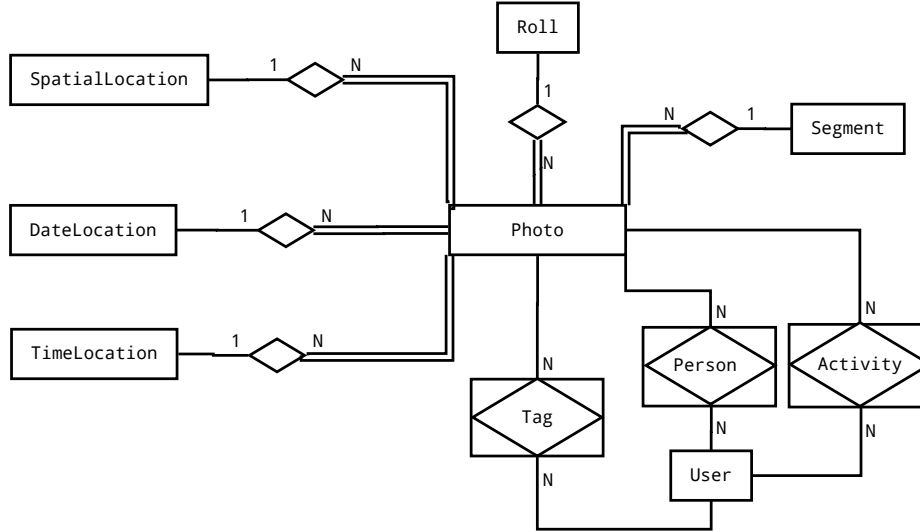 Roll
1
N
SpatialLocation
1
N
N
1
Segment
DateLocation
1
N
Photo
TimeLocation
1
N
N
Person
N
N
Activity
N
N
Tag
N
User